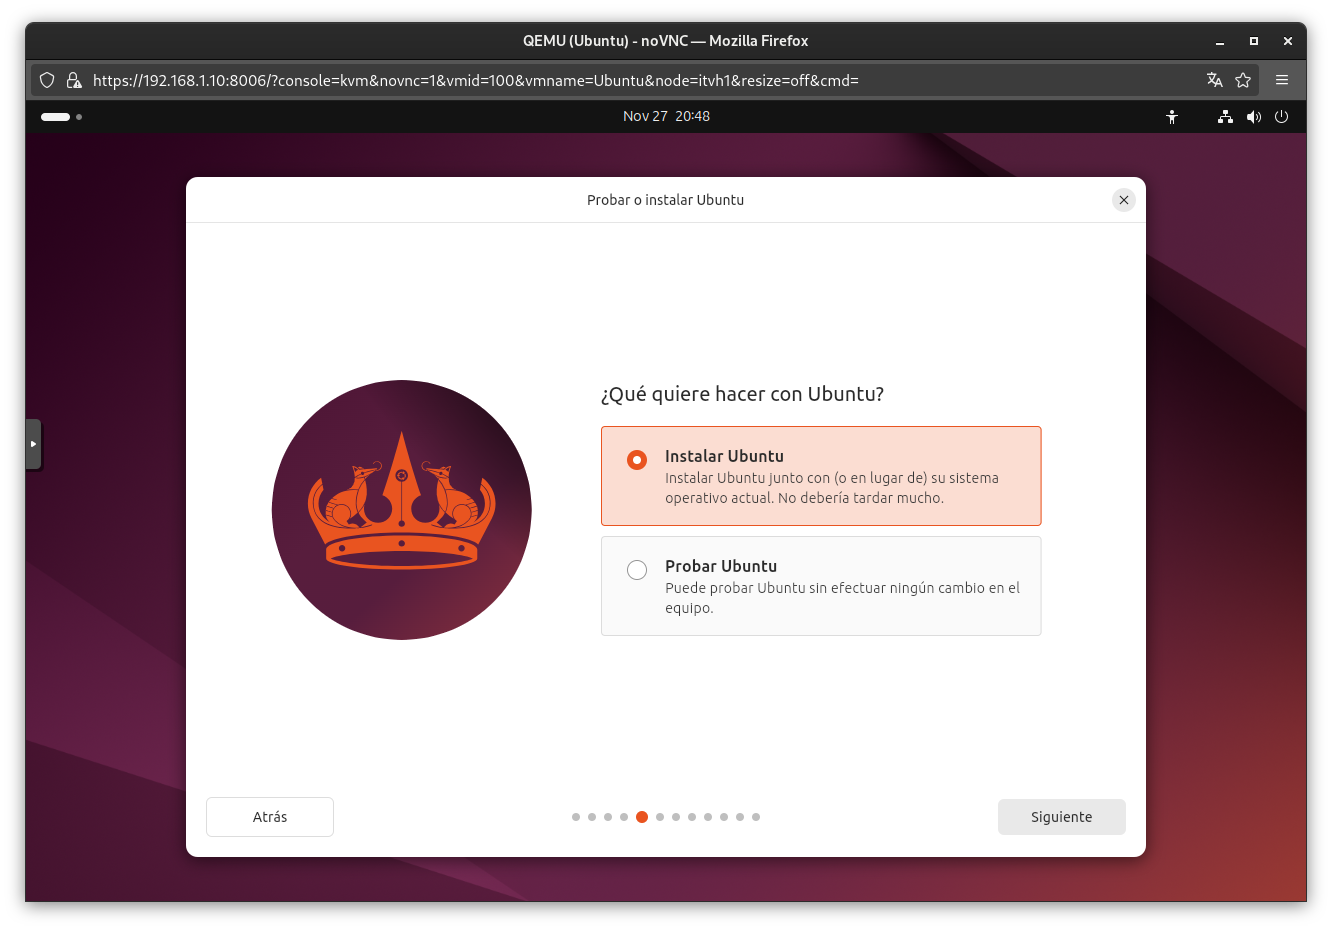 QEMU (Ubuntu) - noVNC — Mozilla Firefox
https://192.168.1.10:8006/?console=kvm&novnc=1&vmid=100&vmname=Ubuntu&node=itvh1&resize=off&cmd=
Nov 27 20:48
Probar o instalar Ubuntu
¿Qué quiere hacer con Ubuntu?
Instalar Ubuntu
Instalar Ubuntu junto con (o en lugar de) su sistema
operativo actual. No debería tardar mucho.
Probar Ubuntu
Puede probar Ubuntu sin efectuar ningún cambio en el
equipo.
Atrás
Siguiente